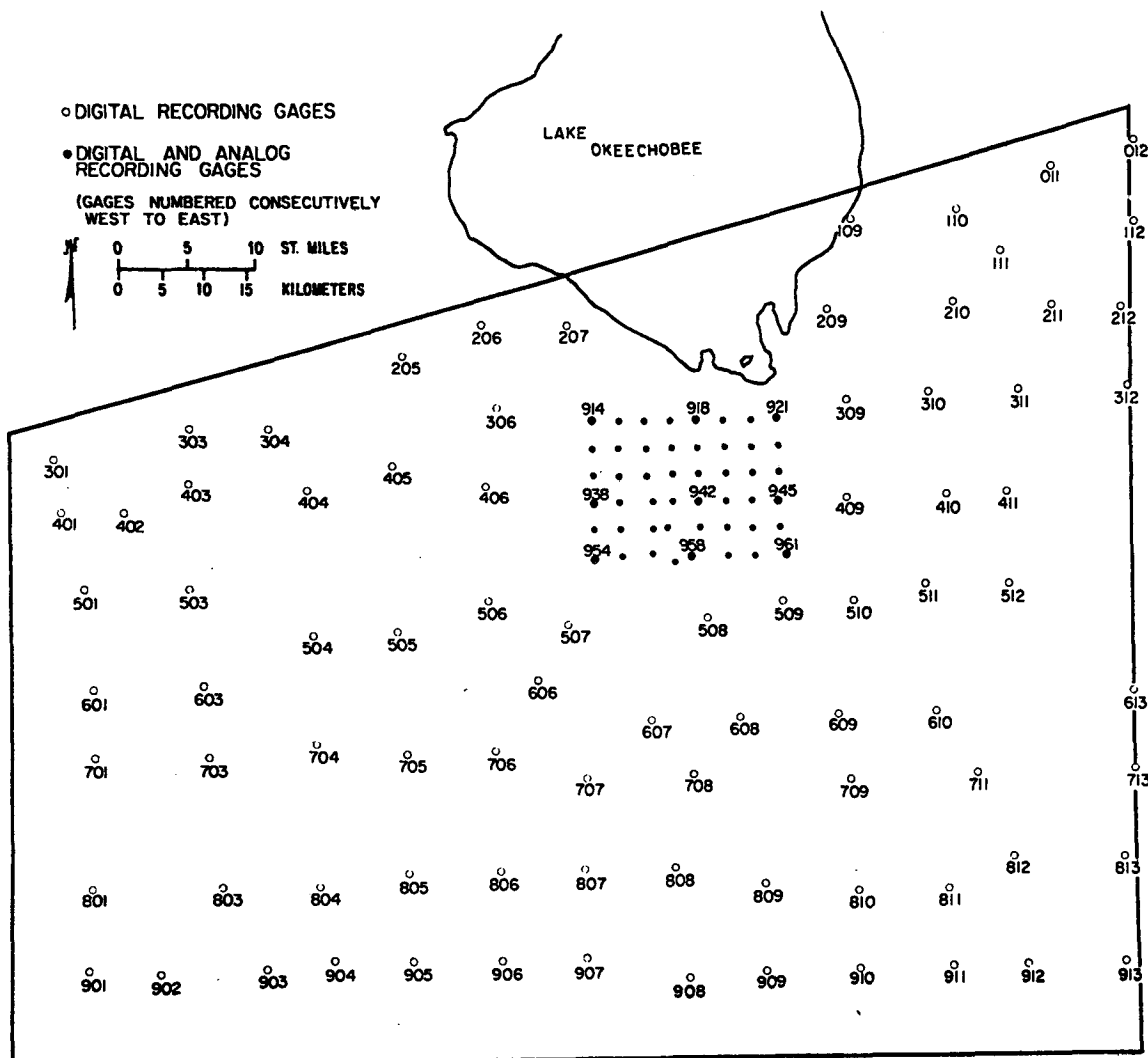 DIGITAL RECORDING GAGES
DIGITAL AND ANALOG
RECORDING GAGES
(GAGES NUMBERED CONSECUTIVELY
WEST TO EAST)
N
0 5 10 ST. MILES
0 5 10 15 KILOMETERS
LAKE
OKEECHOBEE
012
011
109 110 112
111
206 207 209 210 211 212
205
306 914 918 921 309 310 311 312
303 304
301 405
403 404 406 938 942 945 409 410 411
401 402
954 958 961
501 503 506 509 510 511 512
504 505 507 508
601 603 606 613
607 608 609 610
701 703 704 705 706 707 708 709 711 713
812 813
801 803 804 805 806 807 808 809 810 811
901 902 903 904 905 906 907 908 909 910 911 912 913